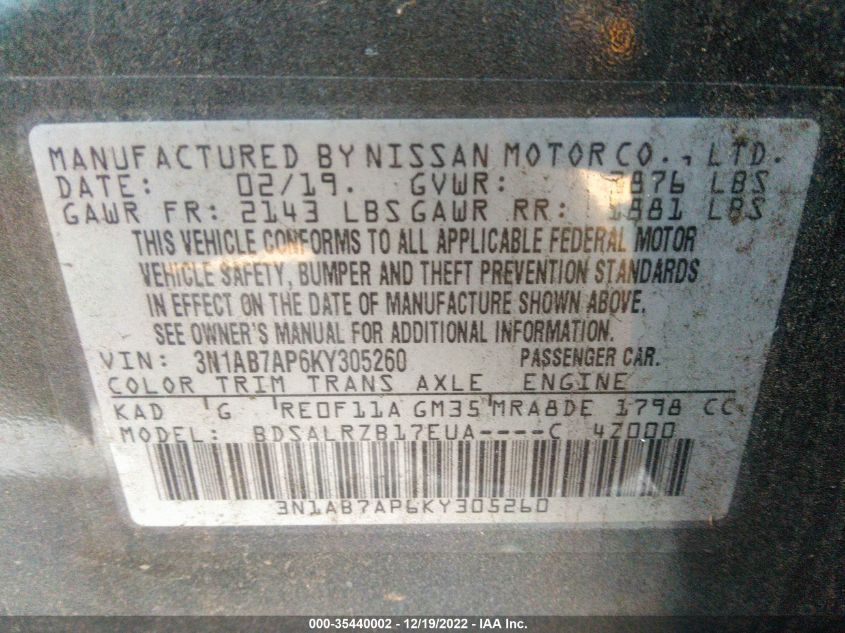 MANUFACTURED BY NISSAN MOTOR CO., LTD.
DATE: 02/19. GVWR: 3876 LBS
GAWR FR: 2143 LBS GAWR RR: 1881 LBS
THIS VEHICLE CONFORMS TO ALL APPLICABLE FEDERAL MOTOR
VEHICLE SAFETY, BUMPER AND THEFT PREVENTION STANDARDS
IN EFFECT ON THE DATE OF MANUFACTURE SHOWN ABOVE.
SEE OWNER'S MANUAL FOR ADDITIONAL INFORMATION.
VIN: 3N1AB7AP6KY305260 PASSENGER CAR.
COLOR TRIM TRANS AXLE ENGINE
KAD G RE0F11A GM35 MRA8DE 1798 CC
MODEL: BDSALRZB17EUA----C 4Z000
3N1AB7AP6KY305260
000-35440002 - 12/19/2022 - IAA Inc.